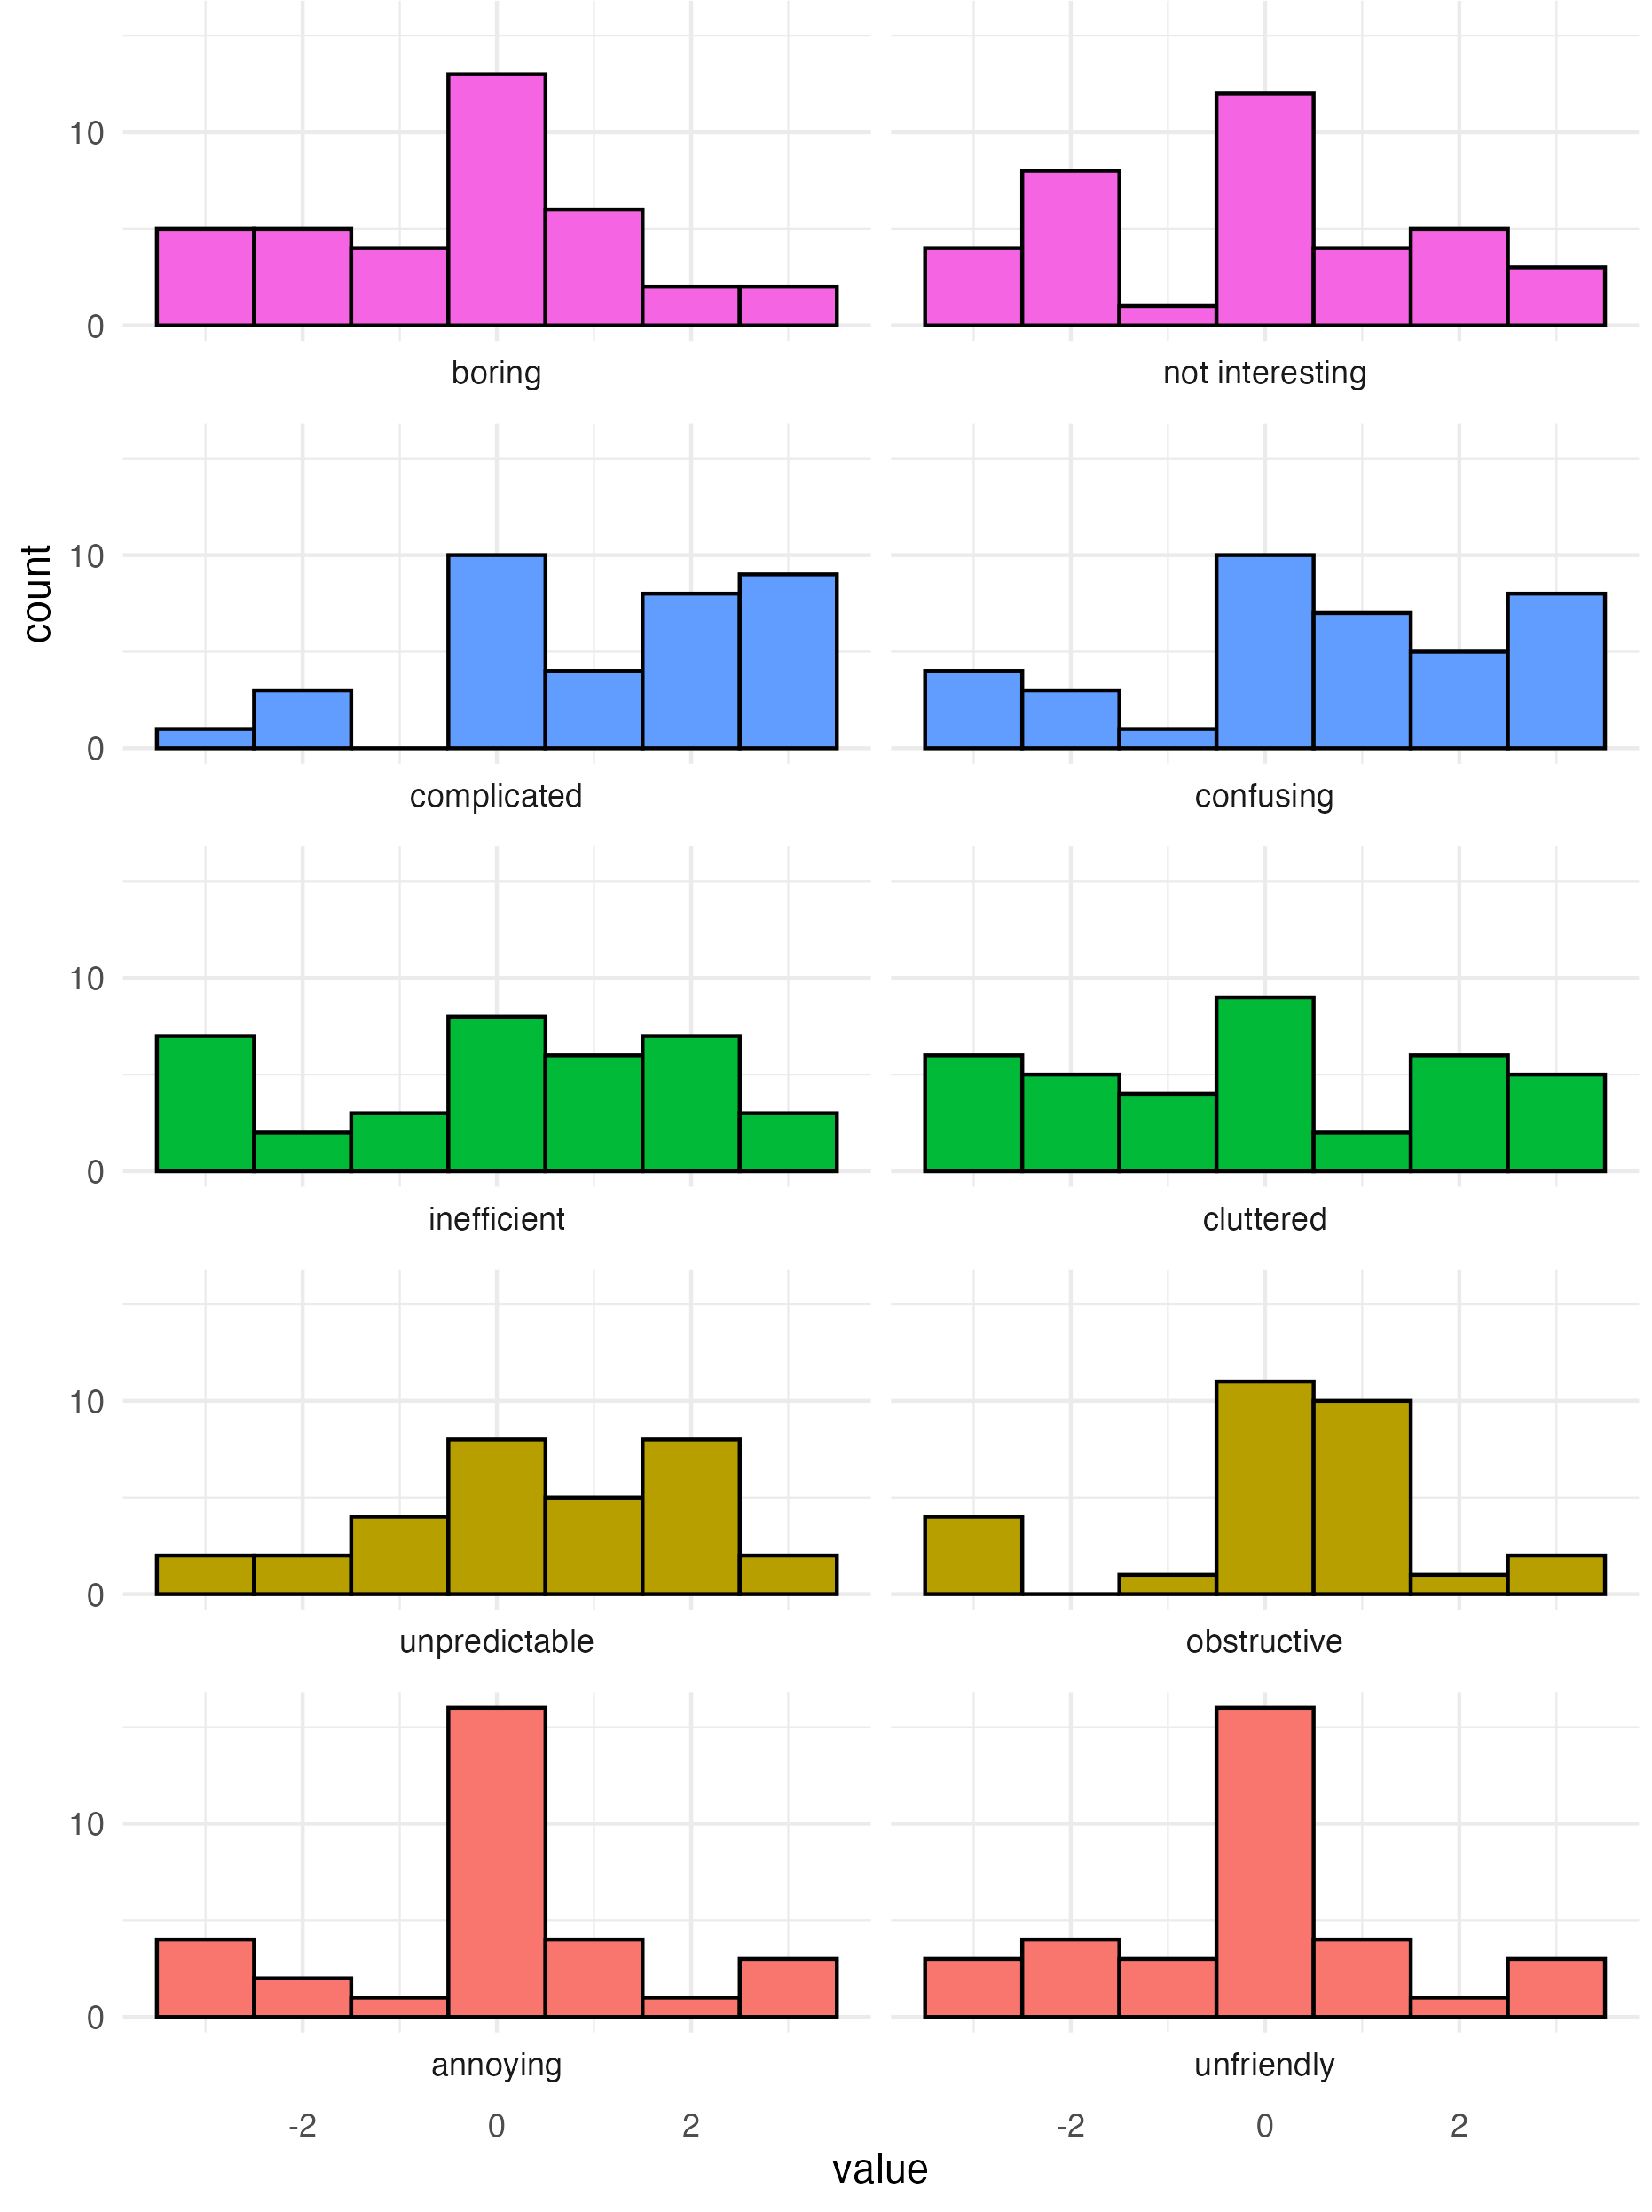 10
0
boring
not interesting
count
10
0
complicated
confusing
10
0
inefficient
cluttered
10
0
unpredictable
obstructive
10
0
annoying
unfriendly
-2 0 2 -2 0 2
value